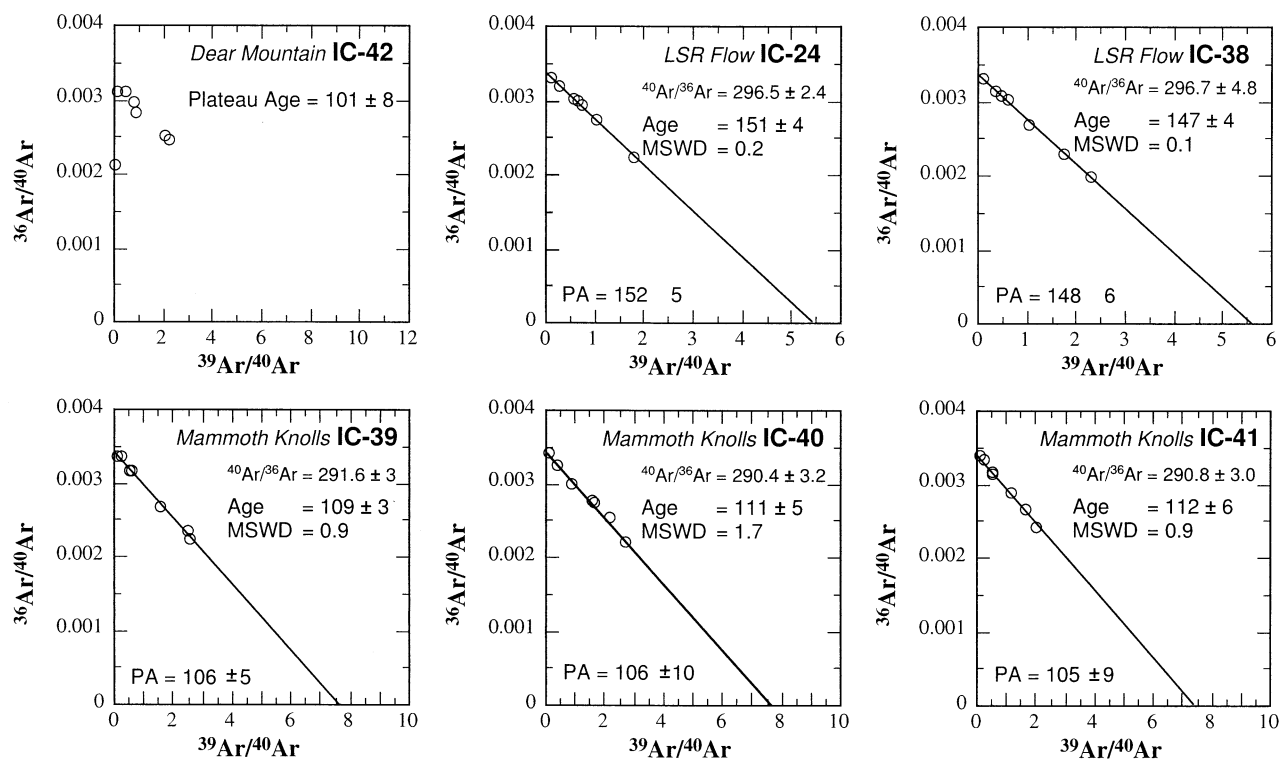 Dear Mountain IC-42
Plateau Age = 101 ± 8
0.004
0.003
0.002
0.001
0
36Ar/40Ar
0 2 4 6 8 10 12
39Ar/40Ar
LSR Flow IC-24
40Ar/36Ar = 296.5 ± 2.4
Age = 151 ± 4
MSWD = 0.2
PA = 152 5
0.004
0.003
0.002
0.001
0
36Ar/40Ar
0 1 2 3 4 5 6
39Ar/40Ar
LSR Flow IC-38
40Ar/36Ar = 296.7 ± 4.8
Age = 147 ± 4
MSWD = 0.1
PA = 148 6
0.004
0.003
0.002
0.001
0
36Ar/40Ar
0 1 2 3 4 5 6
39Ar/40Ar
Mammoth Knolls IC-39
40Ar/36Ar = 291.6 ± 3
Age = 109 ± 3
MSWD = 0.9
PA = 106 ±5
0.004
0.003
0.002
0.001
0
36Ar/40Ar
0 2 4 6 8 10
39Ar/40Ar
Mammoth Knolls IC-40
40Ar/36Ar = 290.4 ± 3.2
Age = 111 ± 5
MSWD = 1.7
PA = 106 ±10
0.004
0.003
0.002
0.001
0
36Ar/40Ar
0 2 4 6 8 10
39Ar/40Ar
Mammoth Knolls IC-41
40Ar/36Ar = 290.8 ± 3.0
Age = 112 ± 6
MSWD = 0.9
PA = 105 ± 9
0.004
0.003
0.002
0.001
0
36Ar/40Ar
0 2 4 6 8 10
39Ar/40Ar